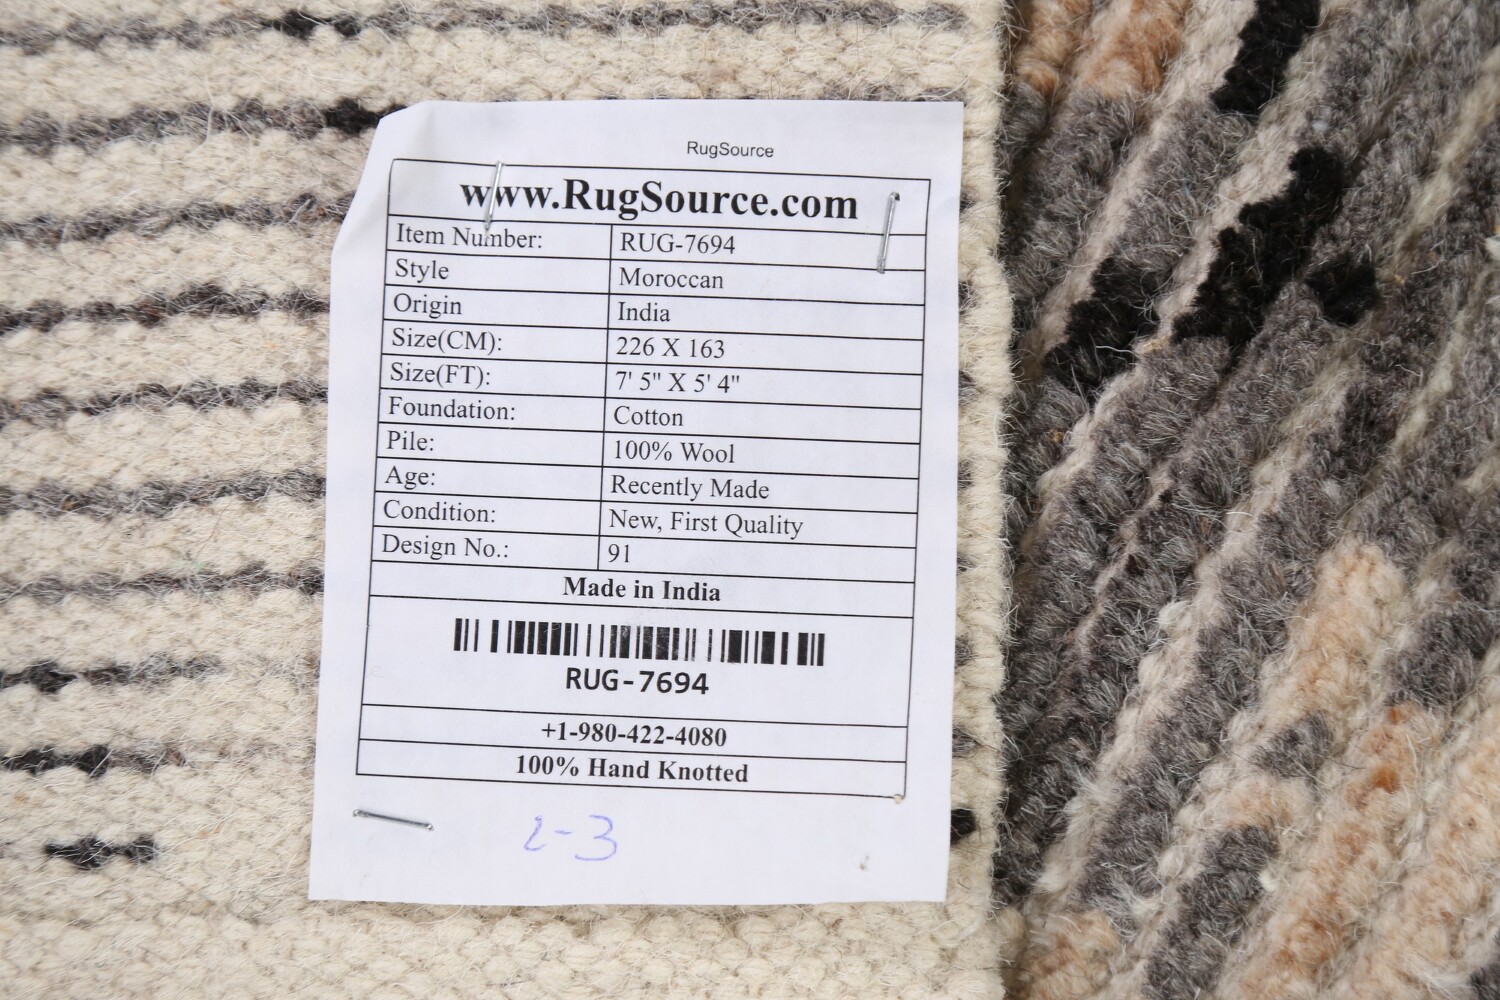 RugSource
www.RugSource.com
Item Number: RUG-7694
Style Moroccan
Origin India
Size(CM): 226 X 163
Size(FT): 7' 5" X 5' 4"
Foundation: Cotton
Pile: 100% Wool
Age: Recently Made
Condition: New, First Quality
Design No.: 91
Made in India
RUG-7694
+1-980-422-4080
100% Hand Knotted
2-3